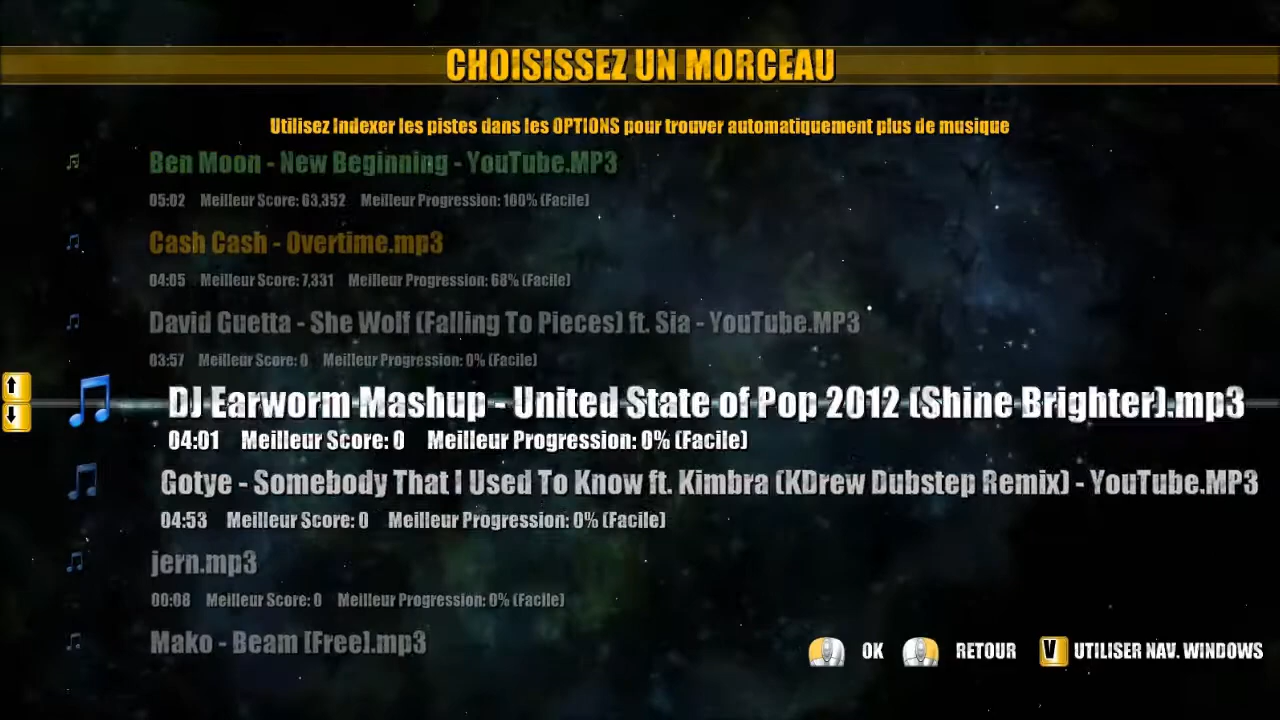 CHOISISSEZ UN MORCEAU
Utilisez Indexer les pistes dans les OPTIONS pour trouver automatiquement plus de musique
Ben Moon - New Beginning - YouTube.MP3
05:02 Meilleur Score: 63,352 Meilleur Progression: 100% (Facile)
Cash Cash - Overtime.mp3
04:05 Meilleur Score: 7,331 Meilleur Progression: 68% (Facile)
David Guetta - She Wolf (Falling To Pieces) ft. Sia - YouTube.MP3
03:57 Meilleur Score: 0 Meilleur Progression: 0% (Facile)
DJ Earworm Mashup - United State of Pop 2012 (Shine Brighter).mp3
04:01 Meilleur Score: 0 Meilleur Progression: 0% (Facile)
Gotye - Somebody That I Used To Know ft. Kimbra (KDrew Dubstep Remix) - YouTube.MP3
04:53 Meilleur Score: 0 Meilleur Progression: 0% (Facile)
jern.mp3
00:08 Meilleur Score: 0 Meilleur Progression: 0% (Facile)
Mako - Beam [Free].mp3
OK RETOUR V UTILISER NAV. WINDOWS